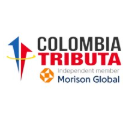 COLOMBIA
TRIBUTA
Independent member
Morison Global